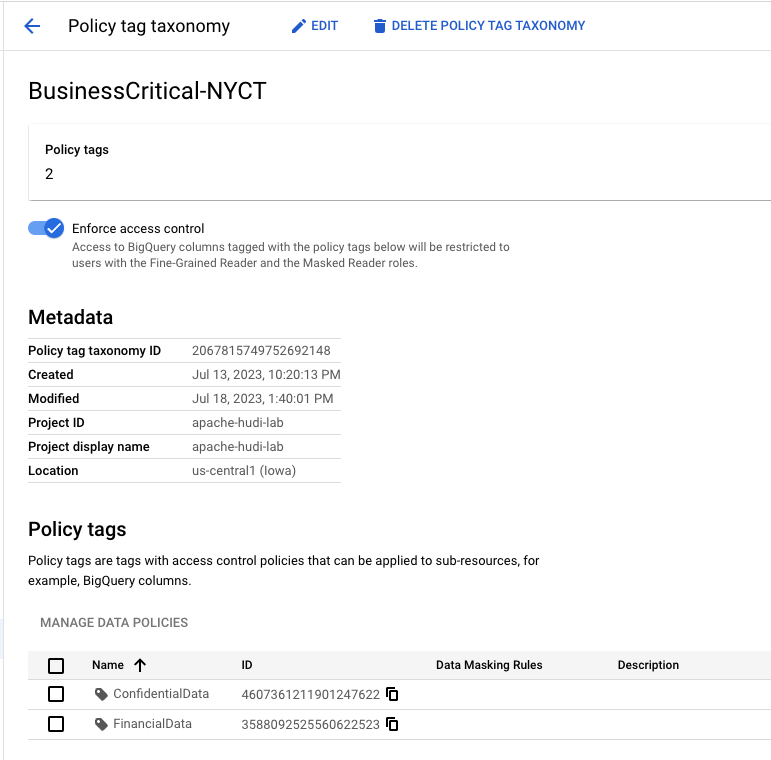 Policy tag taxonomy EDIT DELETE POLICY TAG TAXONOMY
BusinessCritical-NYCT
Policy tags
2
Enforce access control
Access to BigQuery columns tagged with the policy tags below will be restricted to
users with the Fine-Grained Reader and the Masked Reader roles.
Metadata
Policy tag taxonomy ID 2067815749752692148
Created Jul 13, 2023, 10:20:13 PM
Modified Jul 18, 2023, 1:40:01 PM
Project ID apache-hudi-lab
Project display name apache-hudi-lab
Location us-central1 (Iowa)
Policy tags
Policy tags are tags with access control policies that can be applied to sub-resources, for
example, BigQuery columns.
MANAGE DATA POLICIES
Name ID Data Masking Rules Description
ConfidentialData 4607361211901247622
FinancialData 3588092525560622523